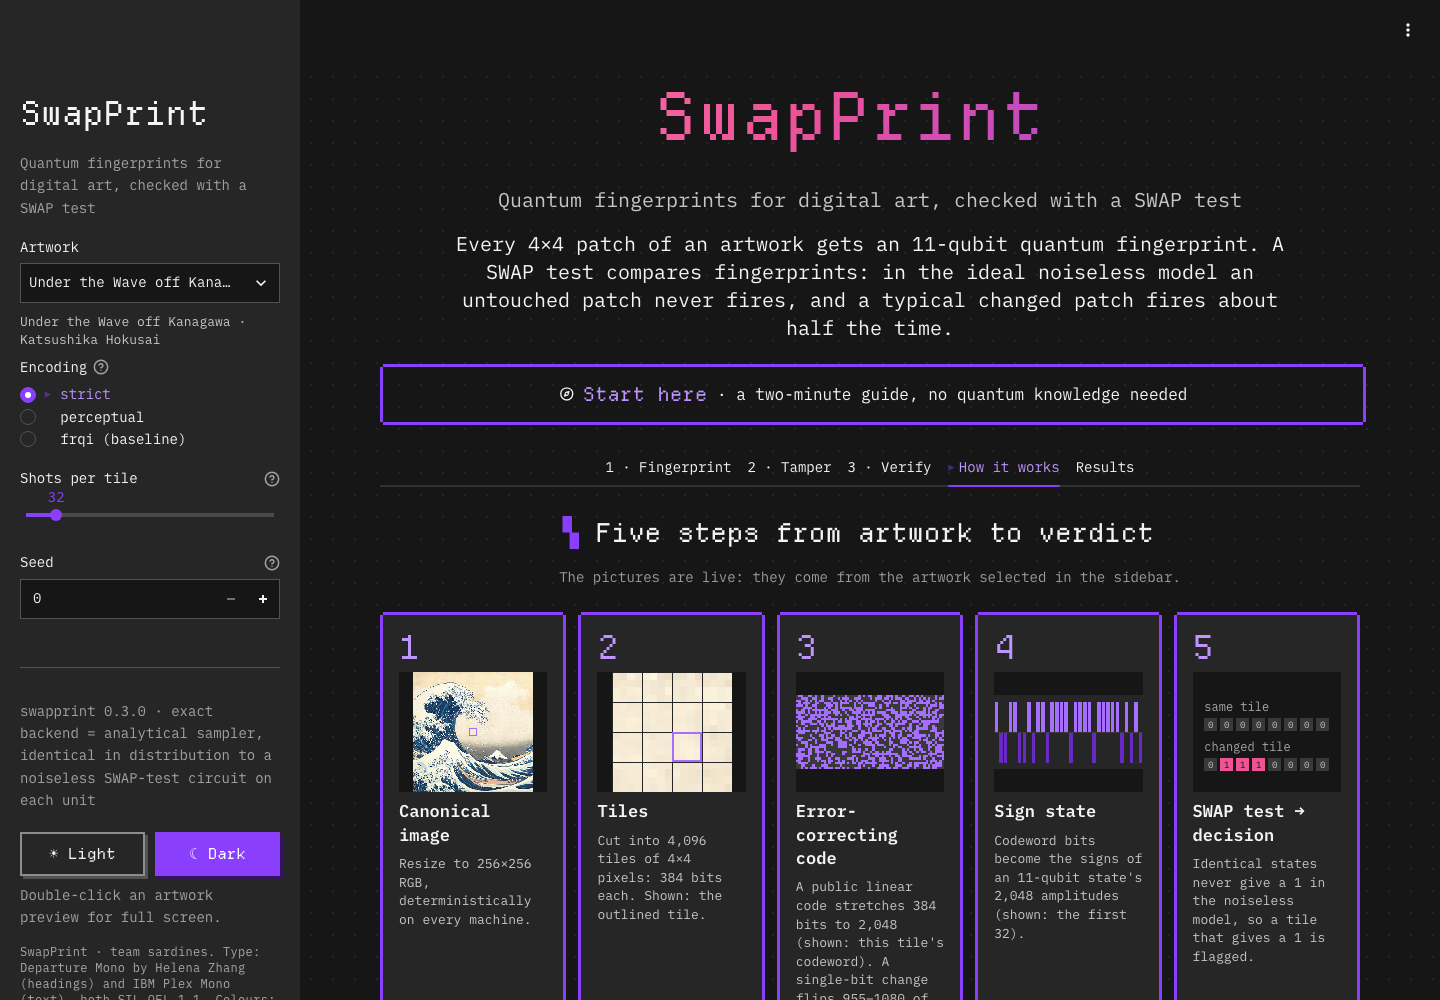 SwapPrint
Quantum fingerprints for
digital art, checked with a
SWAP test
Artwork
Under the Wave off Kana…
Under the Wave off Kanagawa ·
Katsushika Hokusai
Encoding
strict
perceptual
frqi (baseline)
Shots per tile
32
Seed
0
swapprint 0.3.0 · exact
backend = analytical sampler,
identical in distribution to a
noiseless SWAP-test circuit on
each unit
☀ Light
☾ Dark
Double-click an artwork
preview for full screen.
SwapPrint · team sardines. Type:
Departure Mono by Helena Zhang
(headings) and IBM Plex Mono
(text), both SIL OFL 1.1. Colours:
SwapPrint
Quantum fingerprints for digital art, checked with a SWAP test
Every 4×4 patch of an artwork gets an 11-qubit quantum fingerprint. A
SWAP test compares fingerprints: in the ideal noiseless model an
untouched patch never fires, and a typical changed patch fires about
half the time.
Start here · a two-minute guide, no quantum knowledge needed
1 · Fingerprint 2 · Tamper 3 · Verify ▸ How it works Results
Five steps from artwork to verdict
The pictures are live: they come from the artwork selected in the sidebar.
1
Canonical
image
Resize to 256×256
RGB,
deterministically
on every machine.
2
Tiles
Cut into 4,096
tiles of 4×4
pixels: 384 bits
each. Shown: the
outlined tile.
3
Error-
correcting
code
A public linear
code stretches 384
bits to 2,048
(shown: this tile's
codeword). A
single-bit change
flips 955–1080 of
4
Sign state
Codeword bits
become the signs of
an 11-qubit state's
2,048 amplitudes
(shown: the first
32).
5
same tile
0 0 0 0 0 0 0 0
changed tile
0 1 1 1 0 0 0 0
SWAP test →
decision
Identical states
never give a 1 in
the noiseless
model, so a tile
that gives a 1 is
flagged.